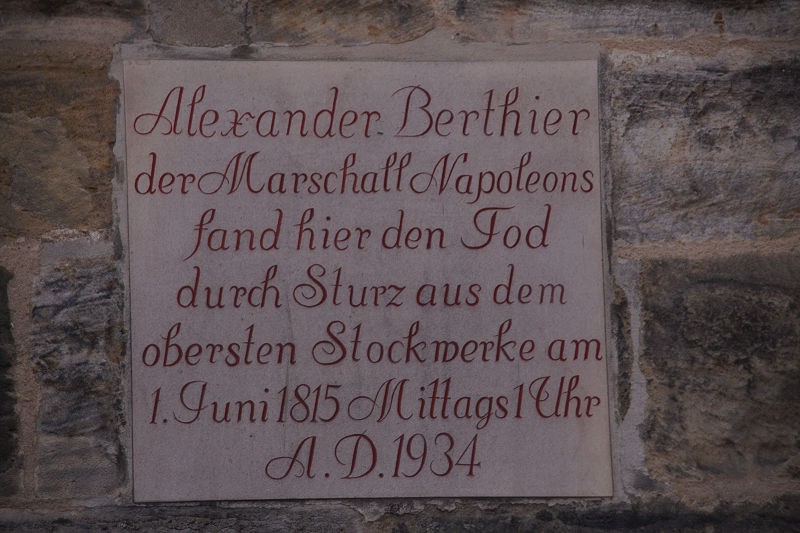 Alexander Berthier
der Marschall Napoleons
fand hier den Tod
durch Sturz aus dem
obersten Stockwerke am
1. Juni 1815 Mittags 1 Uhr
A. D. 1934